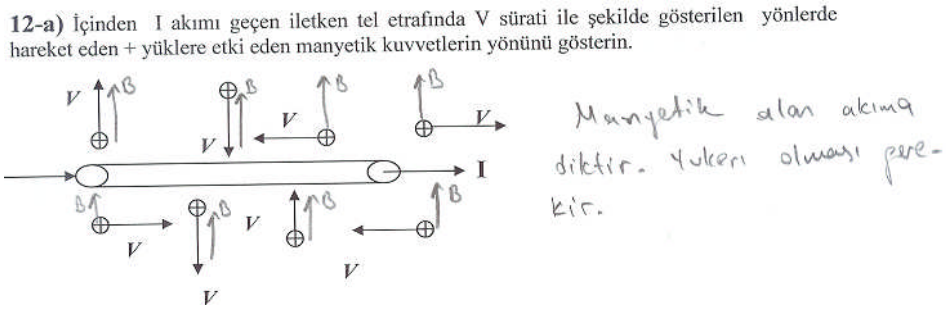 12-a) İçinden I akımı geçen iletken tel etrafında V sürati ile şekilde gösterilen yönlerde
hareket eden + yüklere etki eden manyetik kuvvetlerin yönünü gösterin.
V B B V B B V
V
Manyetik alan akıma
diktir. Yukarı olması gere-
kir.
I
B B V B B
V V
V